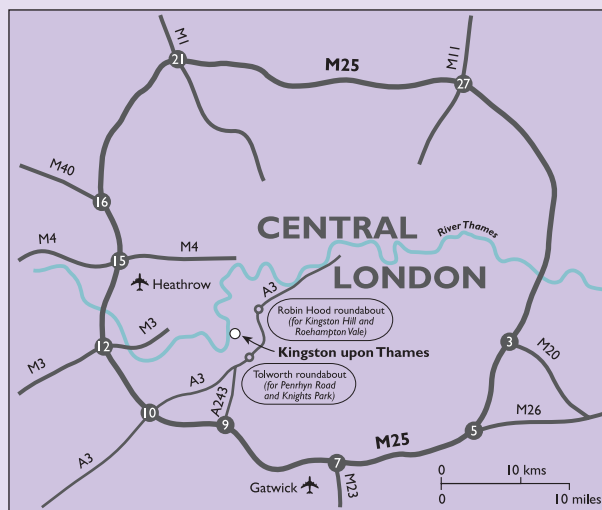 M1
21
M25
M11
27
M40
16
CENTRAL
River Thames
M4
15
M4
LONDON
Heathrow
A3
Robin Hood roundabout
(for Kingston Hill and
Roehampton Vale)
M3
12
Kingston upon Thames
3
M20
M3
Tolworth roundabout
(for Penrhyn Road
and Knights Park)
A3
A243
10
9
M26
5
M25
A3
7
Gatwick
M23
0 10 kms
0 10 miles